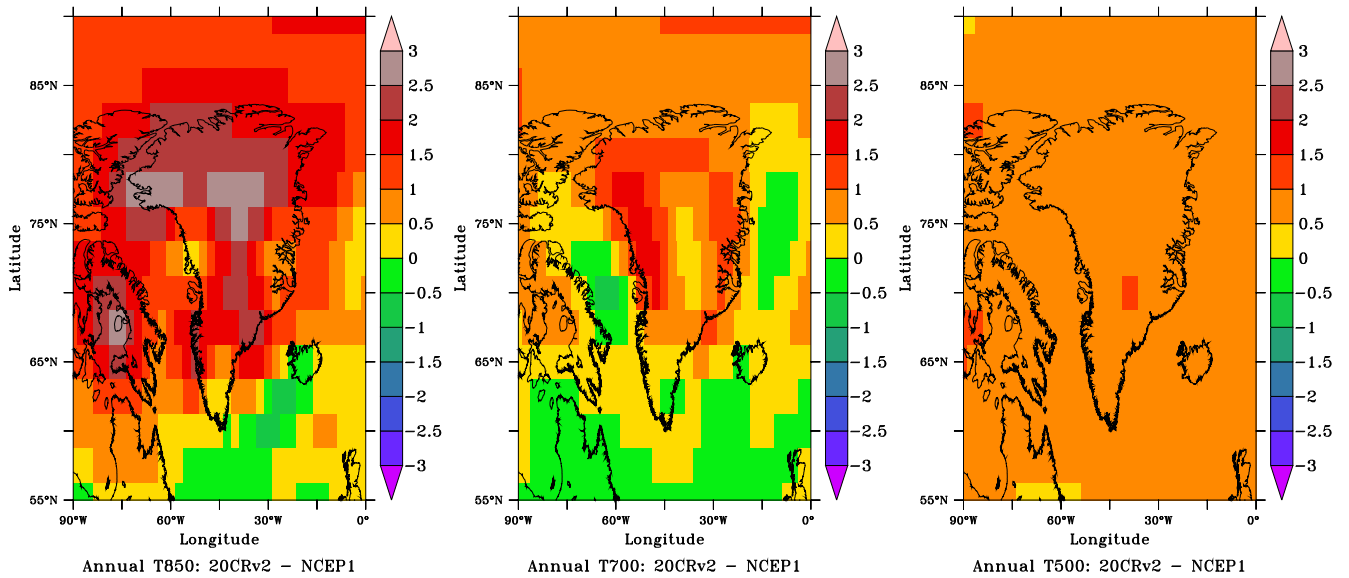 3
2.5
2
1.5
1
0.5
0
−0.5
−1
−1.5
−2
−2.5
−3
85°N
75°N
65°N
55°N
Latitude
90°W 60°W 30°W 0°
Longitude
Annual T850: 20CRv2 − NCEP1
3
2.5
2
1.5
1
0.5
0
−0.5
−1
−1.5
−2
−2.5
−3
85°N
75°N
65°N
55°N
Latitude
90°W 60°W 30°W 0°
Longitude
Annual T700: 20CRv2 − NCEP1
3
2.5
2
1.5
1
0.5
0
−0.5
−1
−1.5
−2
−2.5
−3
85°N
75°N
65°N
55°N
Latitude
90°W 60°W 30°W 0°
Longitude
Annual T500: 20CRv2 − NCEP1